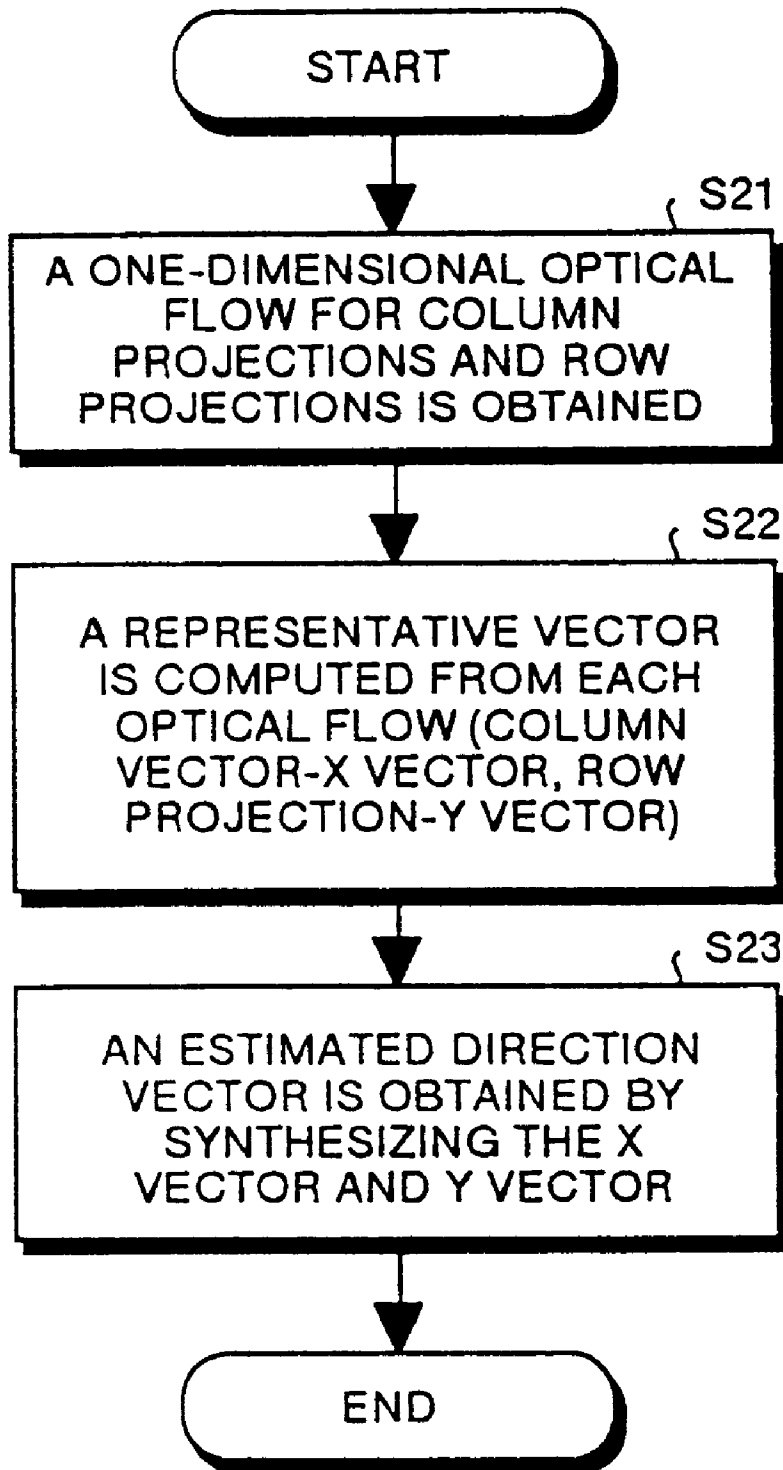 START
S21
A ONE-DIMENSIONAL OPTICAL
FLOW FOR COLUMN
PROJECTIONS AND ROW
PROJECTIONS IS OBTAINED
S22
A REPRESENTATIVE VECTOR
IS COMPUTED FROM EACH
OPTICAL FLOW (COLUMN
VECTOR-X VECTOR, ROW
PROJECTION-Y VECTOR)
S23
AN ESTIMATED DIRECTION
VECTOR IS OBTAINED BY
SYNTHESIZING THE X
VECTOR AND Y VECTOR
END